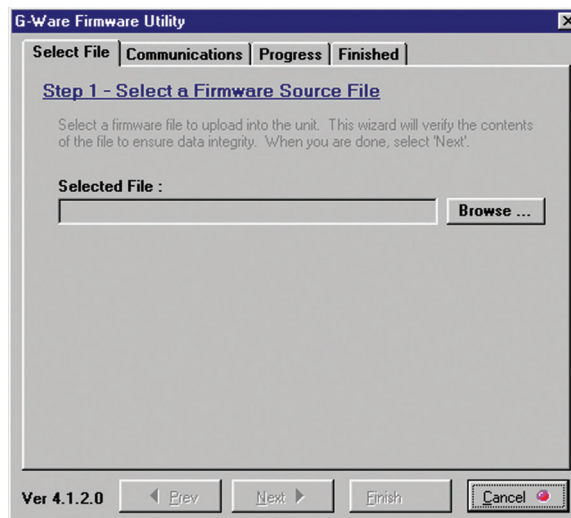 G-Ware Firmware Utility
Select File Communications Progress Finished
Step 1 - Select a Firmware Source File
Select a firmware file to upload into the unit. This wizard will verify the contents
of the file to ensure data integrity. When you are done, select 'Next'.
Selected File :
Browse ...
Ver 4.1.2.0 Prev Next Finish Cancel